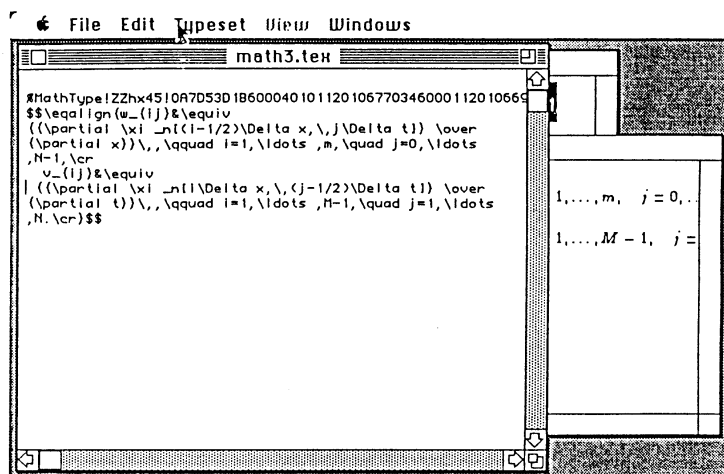 File Edit Typeset View Windows
math3.tex
%MathType!ZZhx45!0A7D53D1B600040101120106770346000112010669
$$\eqalign{w_{ij}&\equiv
{{\partial \xi _n[(i-1/2)\Delta x,\,j\Delta t]} \over
{\partial x}}\,,\qquad i=1,\ldots ,m,\quad j=0,\ldots
,N-1,\cr
v_{ij}&\equiv
{{\partial \xi _n[i\Delta x,\,(j-1/2)\Delta t]} \over
{\partial t}}\,,\qquad i=1,\ldots ,M-1,\quad j=1,\ldots
,N.\cr}$$
1,...,m, j = 0,..
1,...,M − 1, j =